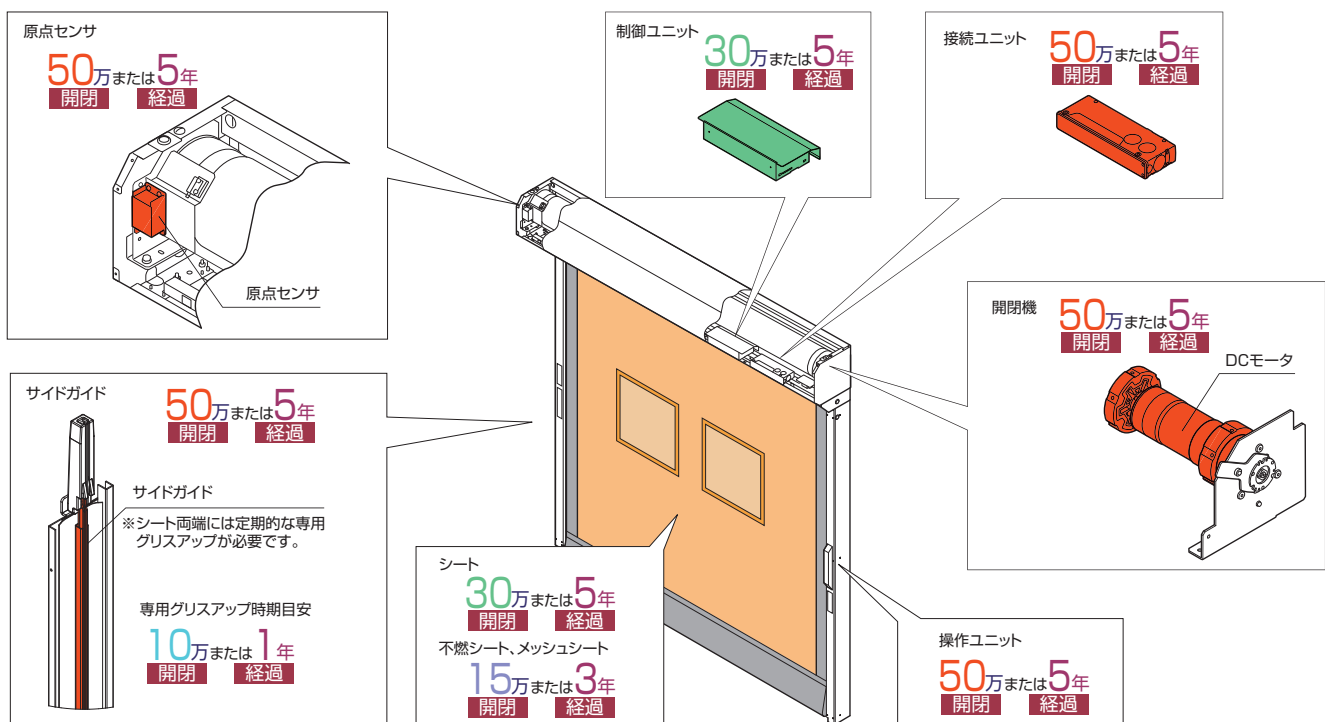 原点センサ
50万または5年
開閉 経過
原点センサ
制御ユニット
30万または5年
開閉 経過
接続ユニット
50万または5年
開閉 経過
開閉機
50万または5年
開閉 経過
DCモータ
サイドガイド
50万または5年
開閉 経過
サイドガイド
※シート両端には定期的な専用
グリスアップが必要です。
専用グリスアップ時期目安
10万または1年
開閉 経過
シート
30万または5年
開閉 経過
不燃シート、メッシュシート
15万または3年
開閉 経過
操作ユニット
50万または5年
開閉 経過